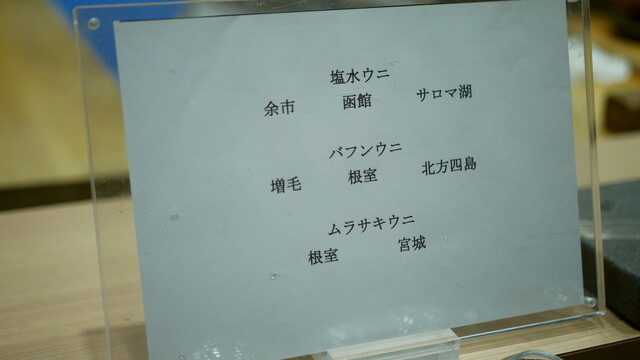 塩水ウニ
余市 函館 サロマ湖
バフンウニ
増毛 根室 北方四島
ムラサキウニ
根室 宮城